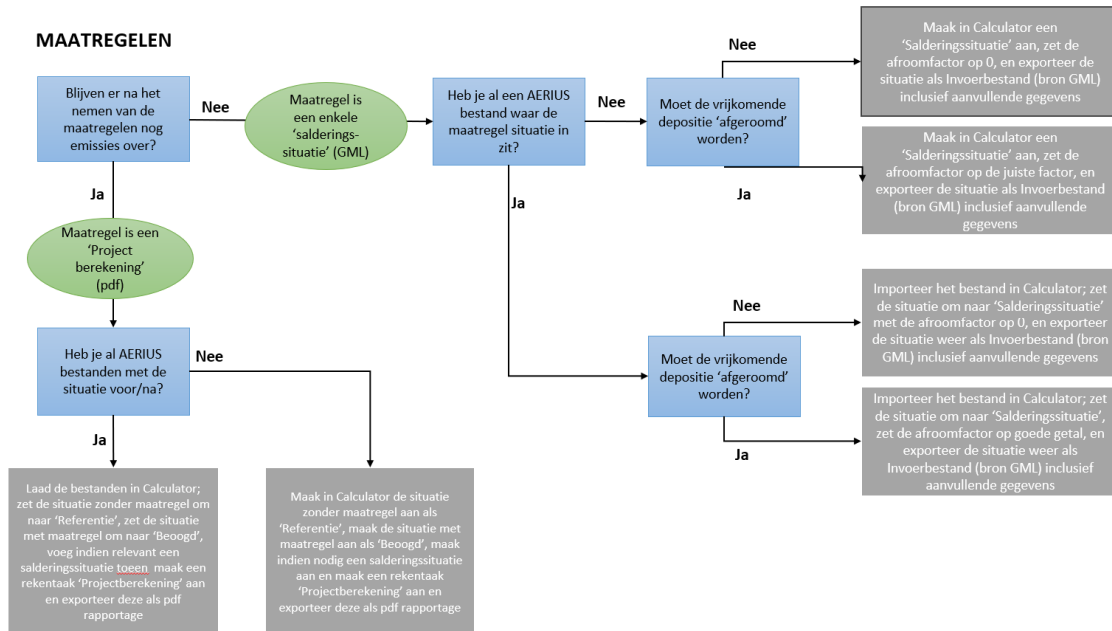 MAATREGELEN
Blijven er na het
nemen van de
maatregelen nog
emissies over?
Nee
Maatregel is
een enkele
‘salderings-
situatie’ (GML)
Heb je al een AERIUS
bestand waar de
maatregel situatie in
zit?
Nee
Moet de vrijkomende
depositie ‘afgeroomd’
worden?
Nee
Maak in Calculator een
‘Salderingssituatie’ aan, zet de
afroomfactor op 0, en exporteer de
situatie als Invoerbestand (bron GML)
inclusief aanvullende gegevens
Ja
Maak in Calculator een
‘Salderingssituatie’ aan, zet de
afroomfactor op de juiste factor, en
exporteer de situatie als Invoerbestand
(bron GML) inclusief aanvullende
gegevens
Ja
Ja
Maatregel is een
‘Project
berekening’
(pdf)
Heb je al AERIUS
bestanden met de
situatie voor/na?
Nee
Ja
Moet de vrijkomende
depositie ‘afgeroomd’
worden?
Nee
Importeer het bestand in Calculator; zet
de situatie om naar ‘Salderingssituatie’
met de afroomfactor op 0, en exporteer
de situatie weer als Invoerbestand (bron
GML) inclusief aanvullende gegevens
Ja
Importeer het bestand in Calculator; zet
de situatie om naar ‘Salderingssituatie’,
zet de afroomfactor op goede getal, en
exporteer de situatie weer als
Invoerbestand (bron GML) inclusief
aanvullende gegevens
Laad de bestanden in Calculator;
zet de situatie zonder maatregel om
naar ‘Referentie’, zet de situatie
met maatregel om naar ‘Beoogd’,
voeg indien relevant een
salderingssituatie toeen maak een
rekentaak ‘Projectberekening’ aan
en exporteer deze als pdf
rapportage
Maak in Calculator de situatie
zonder maatregel aan als
‘Referentie’, maak de situatie met
maatregel aan als ‘Beoogd’, maak
indien nodig een salderingssituatie
aan en maak een rekentaak
‘Projectberekening’ aan en
exporteer deze als pdf rapportage